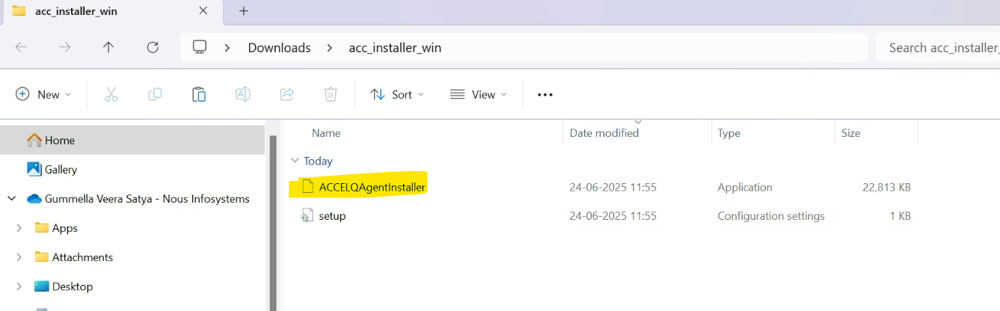 acc_installer_win
Downloads acc_installer_win Search acc_installer_
New Sort View
Home
Gallery
Gummella Veera Satya - Nous Infosystems
Apps
Attachments
Desktop
Name Date modified Type Size
Today
ACCELQAgentInstaller 24-06-2025 11:55 Application 22,813 KB
setup 24-06-2025 11:55 Configuration settings 1 KB